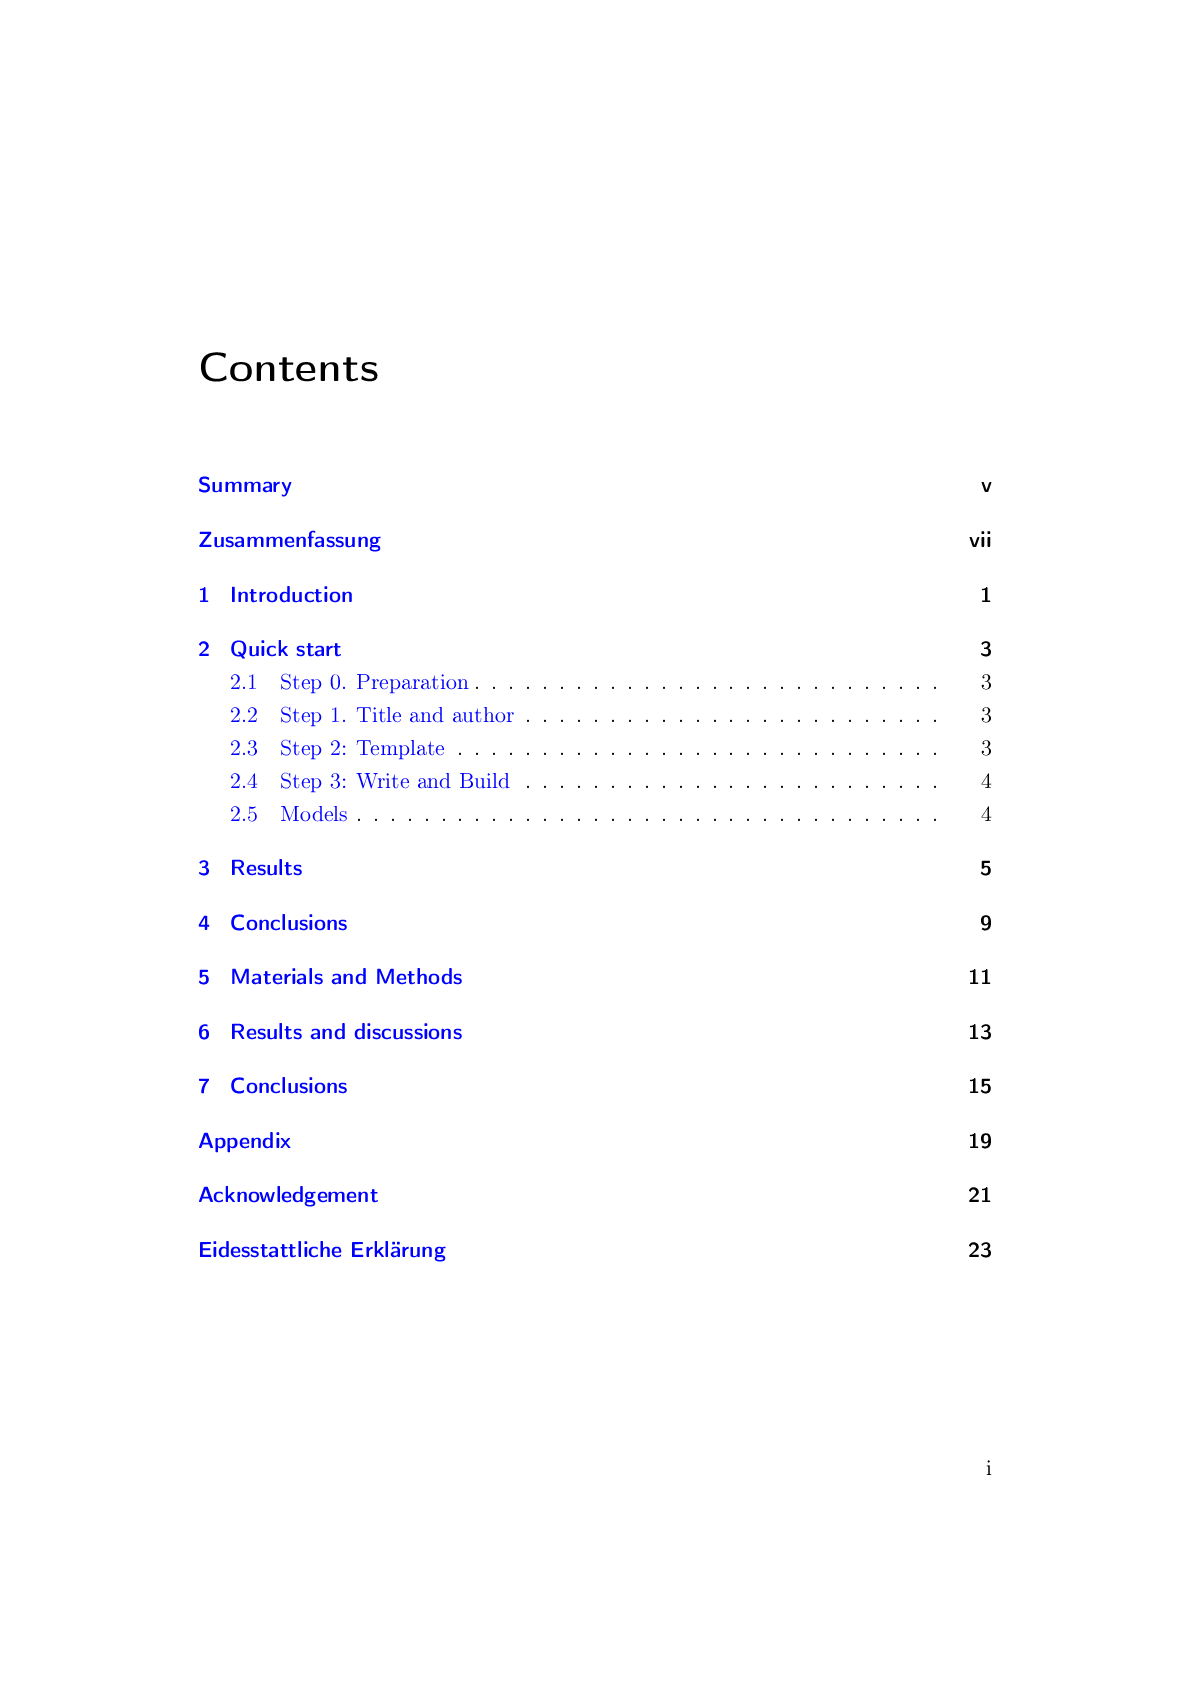 Contents
Summary v
Zusammenfassung vii
1 Introduction 1
2 Quick start 3
2.1 Step 0. Preparation . . . . . . . . . . . . . . . . . . . . . . . . . . . . 3
2.2 Step 1. Title and author . . . . . . . . . . . . . . . . . . . . . . . . . 3
2.3 Step 2: Template . . . . . . . . . . . . . . . . . . . . . . . . . . . . . 3
2.4 Step 3: Write and Build . . . . . . . . . . . . . . . . . . . . . . . . . 4
2.5 Models . . . . . . . . . . . . . . . . . . . . . . . . . . . . . . . . . . . 4
3 Results 5
4 Conclusions 9
5 Materials and Methods 11
6 Results and discussions 13
7 Conclusions 15
Appendix 19
Acknowledgement 21
Eidesstattliche Erklärung 23
i